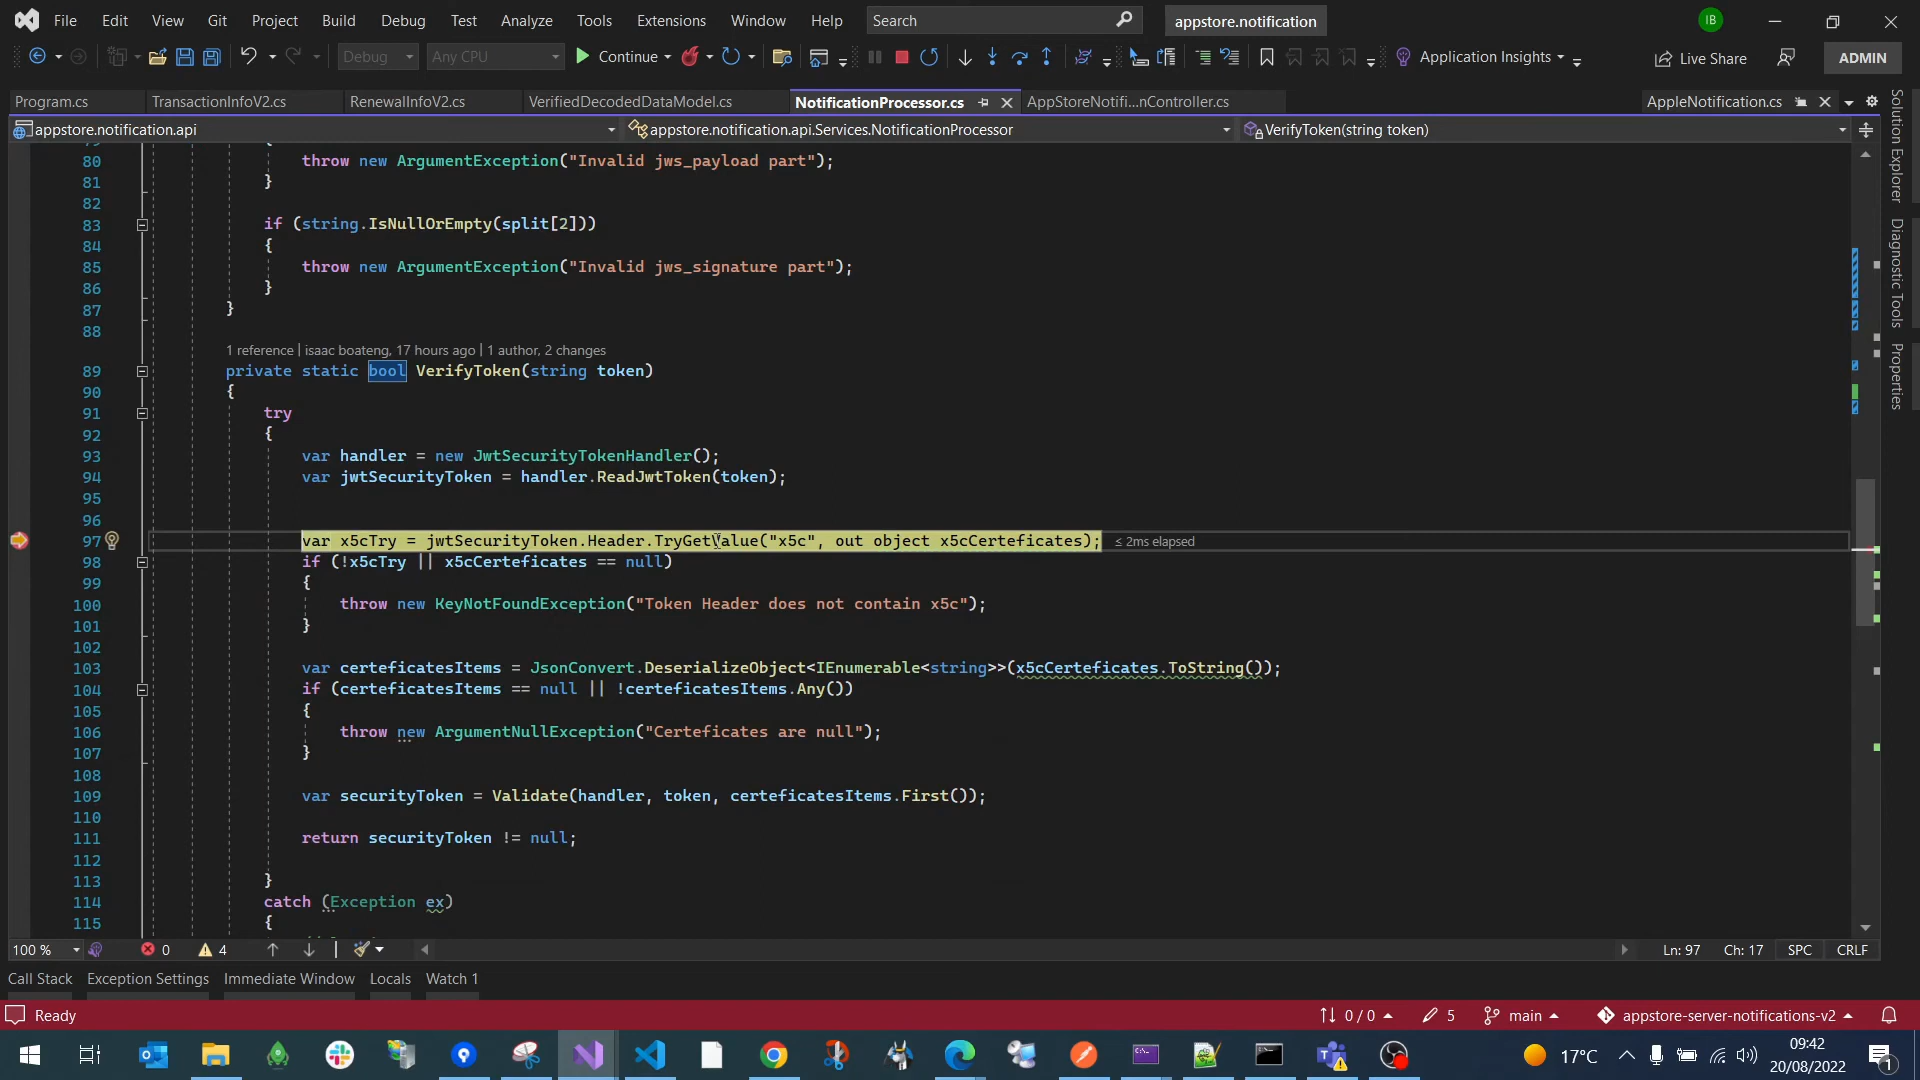 File Edit View Git Project Build Debug Test Analyze Tools Extensions Window Help Search appstore.notification IB
Debug Any CPU Continue Application Insights Live Share ADMIN
Program.cs TransactionInfoV2.cs RenewalInfoV2.cs VerifiedDecodedDataModel.cs NotificationProcessor.cs AppStoreNotifi...nController.cs AppleNotification.cs
appstore.notification.api appstore.notification.api.Services.NotificationProcessor VerifyToken(string token)
79 {
80 throw new ArgumentException("Invalid jws_payload part");
81 }
82
83 if (string.IsNullOrEmpty(split[2]))
84 {
85 throw new ArgumentException("Invalid jws_signature part");
86 }
87 }
88
1 reference | isaac boateng, 17 hours ago | 1 author, 2 changes
89 private static bool VerifyToken(string token)
90 {
91 try
92 {
93 var handler = new JwtSecurityTokenHandler();
94 var jwtSecurityToken = handler.ReadJwtToken(token);
95
96
97 var x5cTry = jwtSecurityToken.Header.TryGetValue("x5c", out object x5cCerteficates); ≤ 2ms elapsed
98 if (!x5cTry || x5cCerteficates == null)
99 {
100 throw new KeyNotFoundException("Token Header does not contain x5c");
101 }
102
103 var certeficatesItems = JsonConvert.DeserializeObject<IEnumerable<string>>(x5cCerteficates.ToString());
104 if (certeficatesItems == null || !certeficatesItems.Any())
105 {
106 throw new ArgumentNullException("Certeficates are null");
107 }
108
109 var securityToken = Validate(handler, token, certeficatesItems.First());
110
111 return securityToken != null;
112
113 }
114 catch (Exception ex)
115 {
100 % 0 4 Ln: 97 Ch: 17 SPC CRLF
Call Stack Exception Settings Immediate Window Locals Watch 1
Ready 0 / 0 5 main appstore-server-notifications-v2
17°C 09:42
20/08/2022
1
Solution Explorer
Diagnostic Tools
Properties